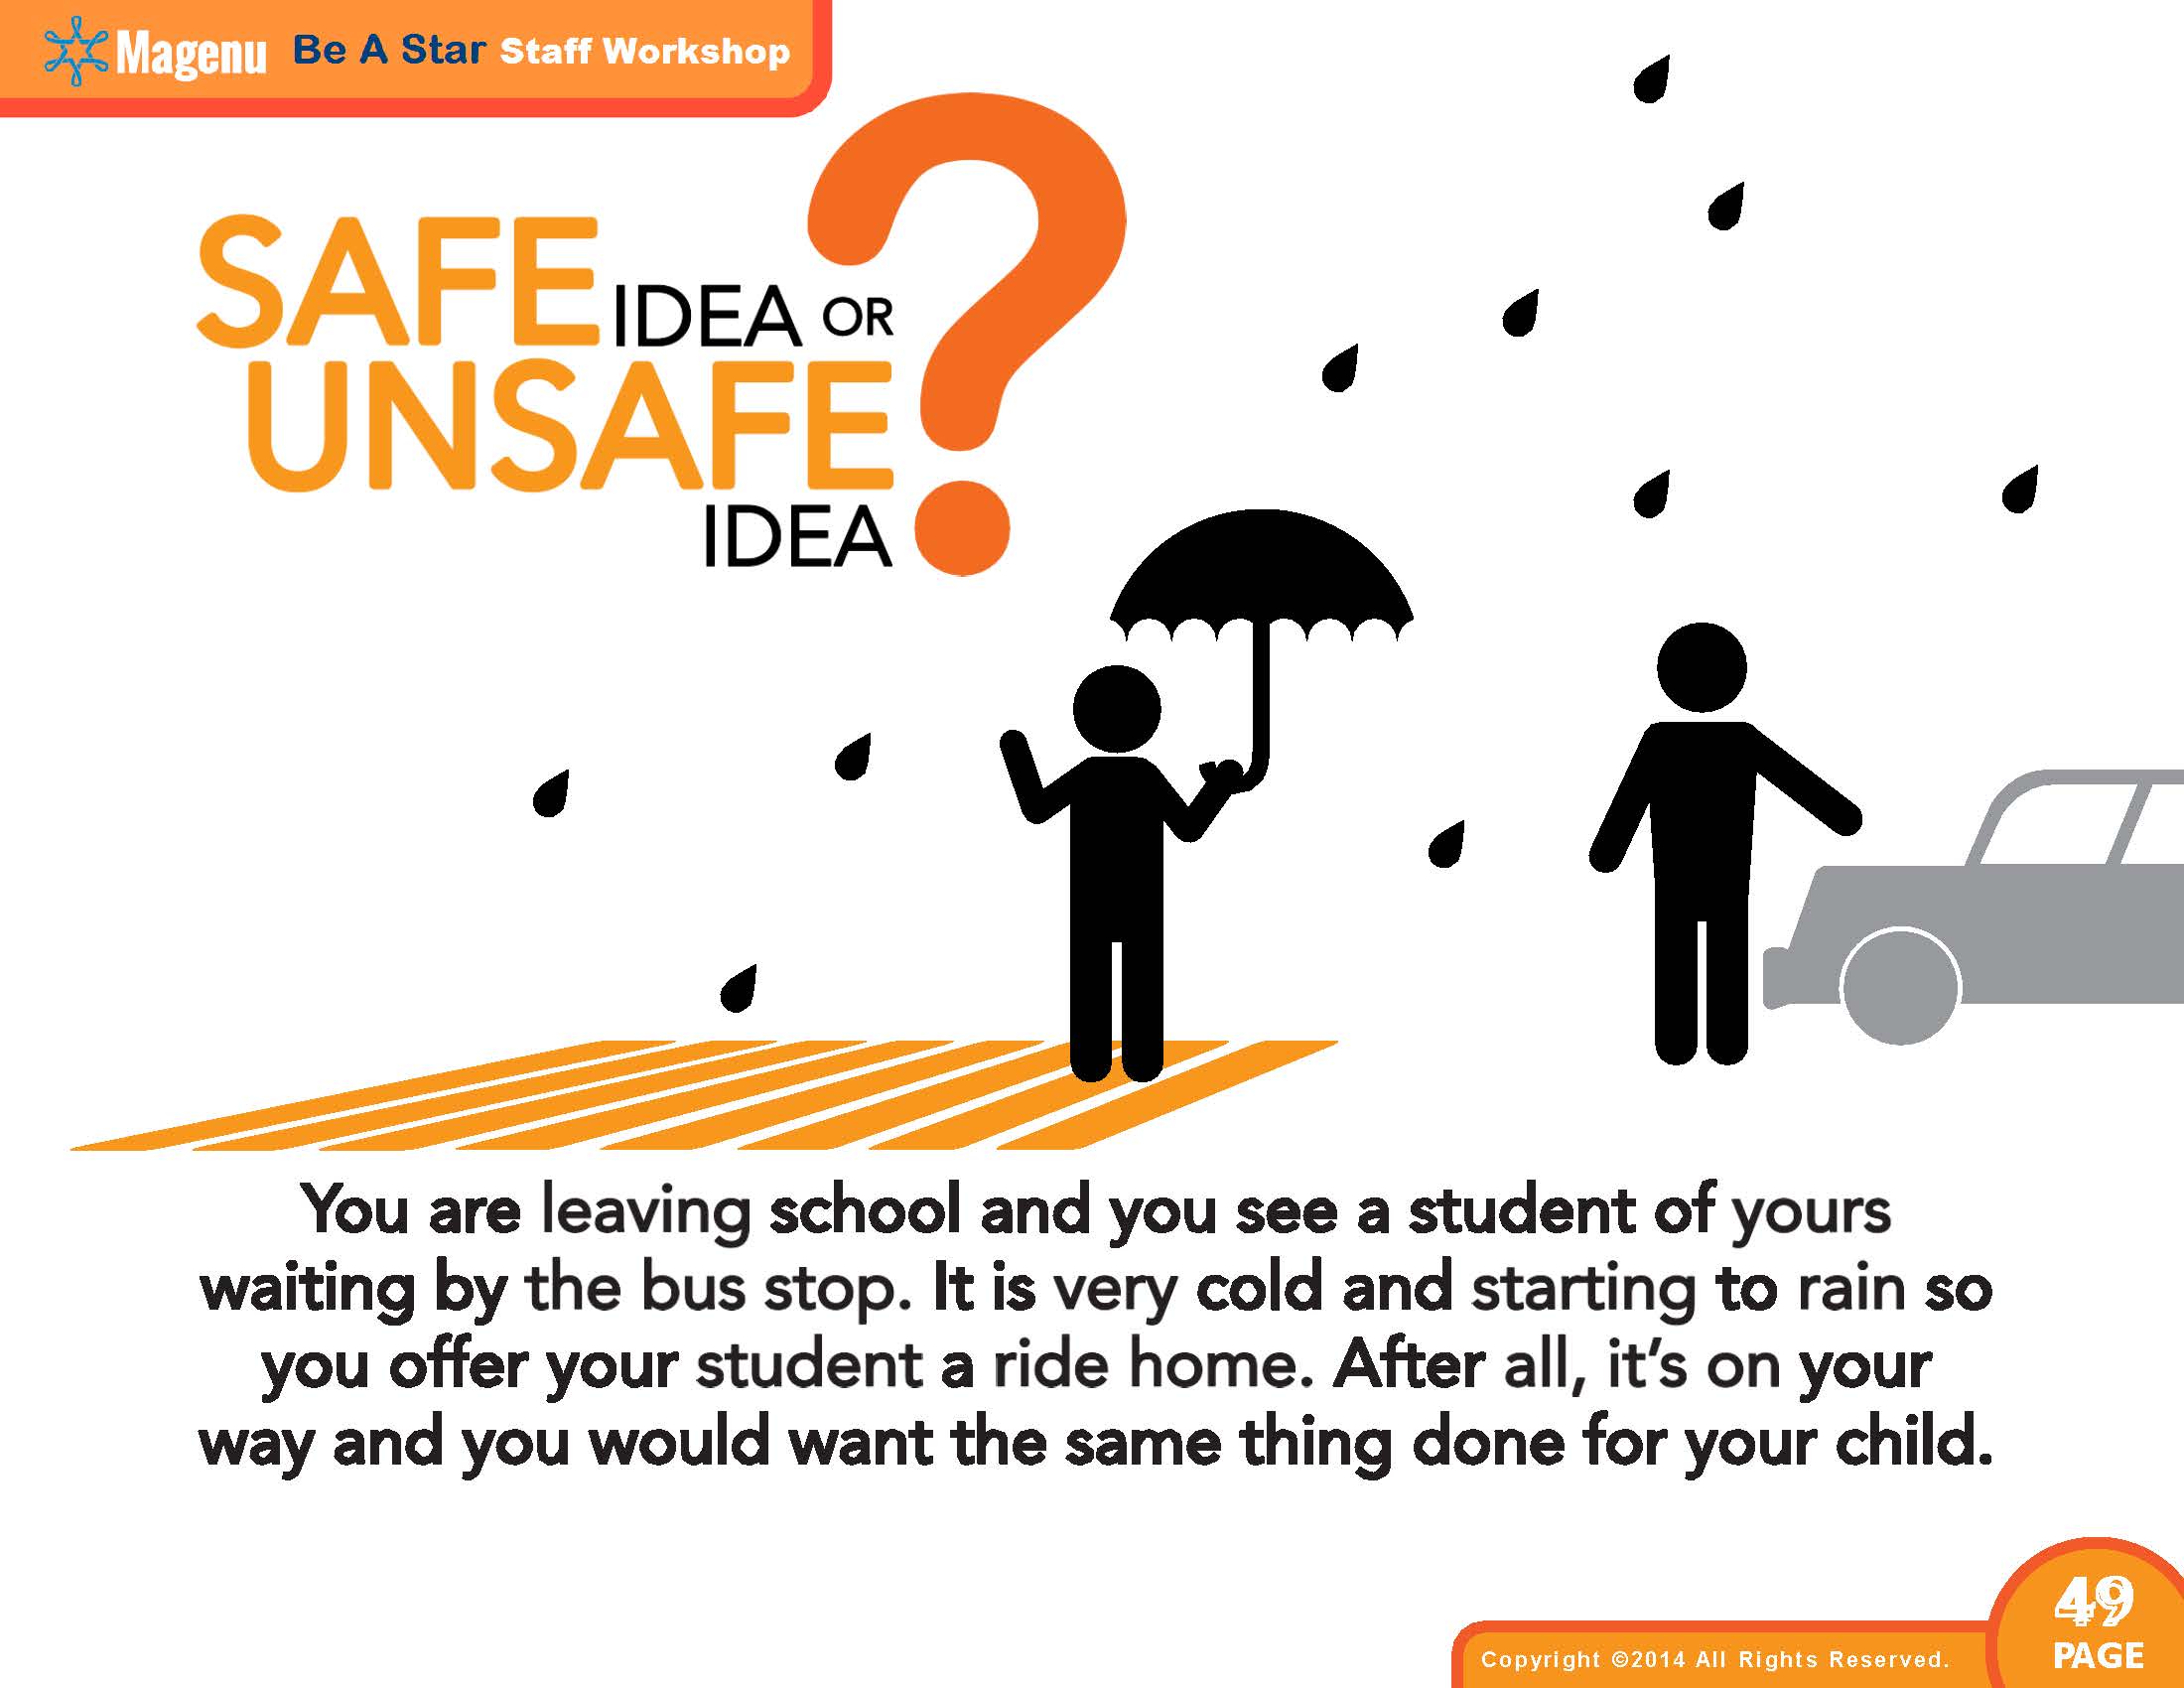 Magenu Be A Star Staff Workshop
SAFE IDEA OR
UNSAFE
IDEA ?
You are leaving school and you see a student of yours
waiting by the bus stop. It is very cold and starting to rain so
you offer your student a ride home. After all, it's on your
way and you would want the same thing done for your child.
Copyright ©2014 All Rights Reserved.
PAGE